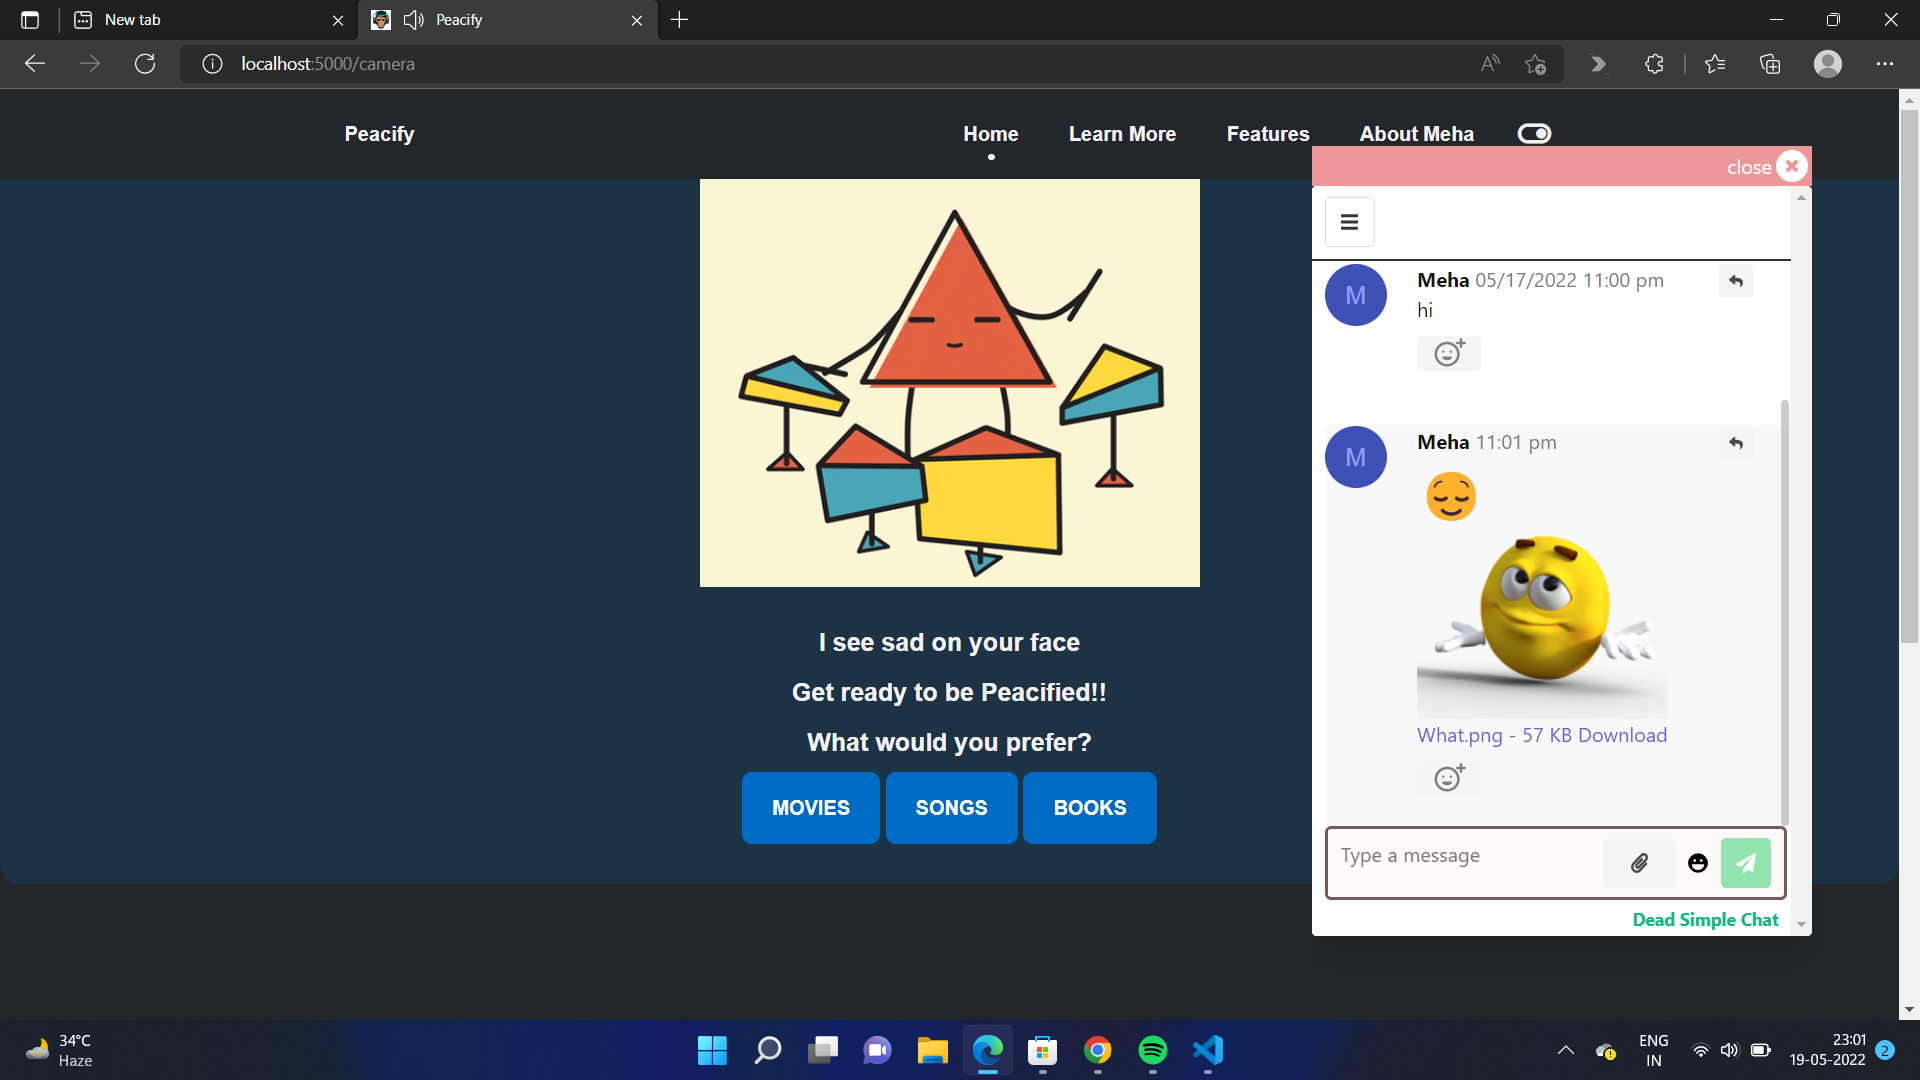 New tab
Peacify
localhost:5000/camera
Peacify
Home
Learn More
Features
About Meha
close
M
Meha 05/17/2022 11:00 pm
hi
M
Meha 11:01 pm
What.png - 57 KB Download
I see sad on your face
Get ready to be Peacified!!
What would you prefer?
MOVIES
SONGS
BOOKS
Type a message
Dead Simple Chat
34°C
Haze
ENG
IN
23:01
19-05-2022
2